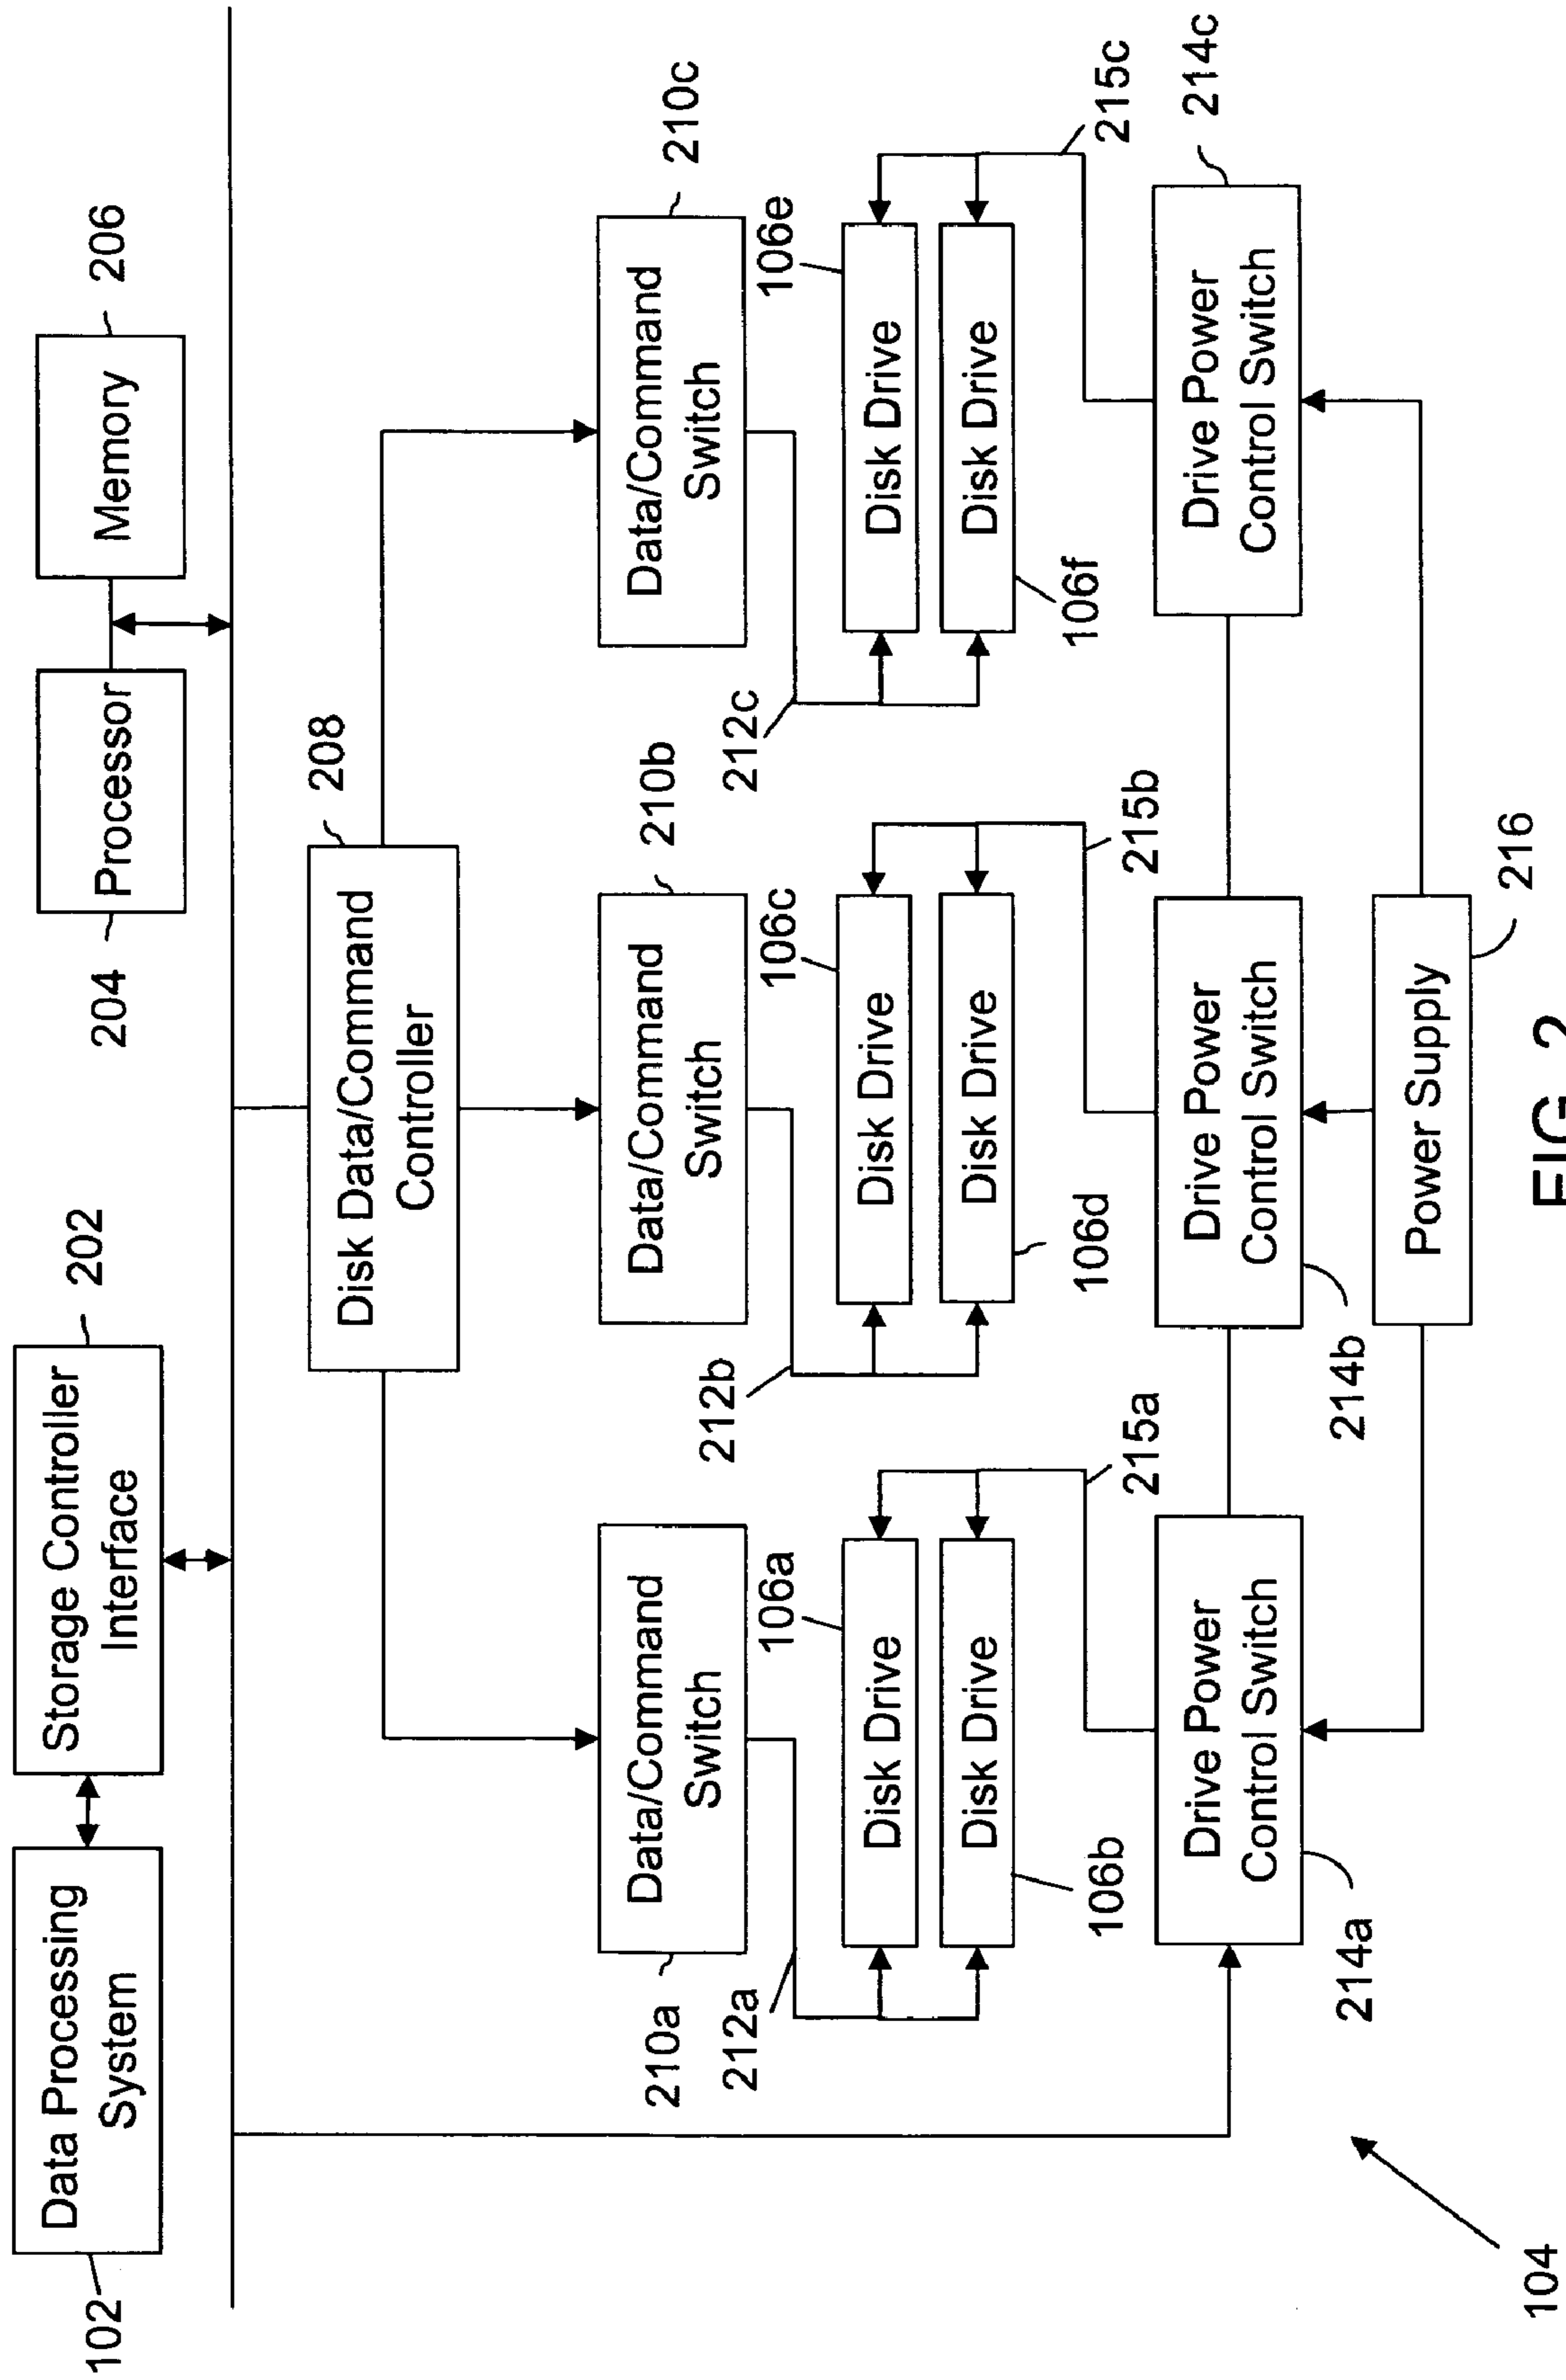 102
Data Processing
System
Storage Controller
Interface
202
204
Processor
Memory
206
Disk Data/Command
Controller
208
210a
Data/Command
Switch
Data/Command
Switch
210b
Data/Command
Switch
210c
212a
212b
212c
106a
Disk Drive
Disk Drive
106b
106c
Disk Drive
Disk Drive
106d
106e
Disk Drive
Disk Drive
106f
215a
215b
215c
Drive Power
Control Switch
214a
Drive Power
Control Switch
214b
Drive Power
Control Switch
214c
Power Supply
216
104
FIG. 2